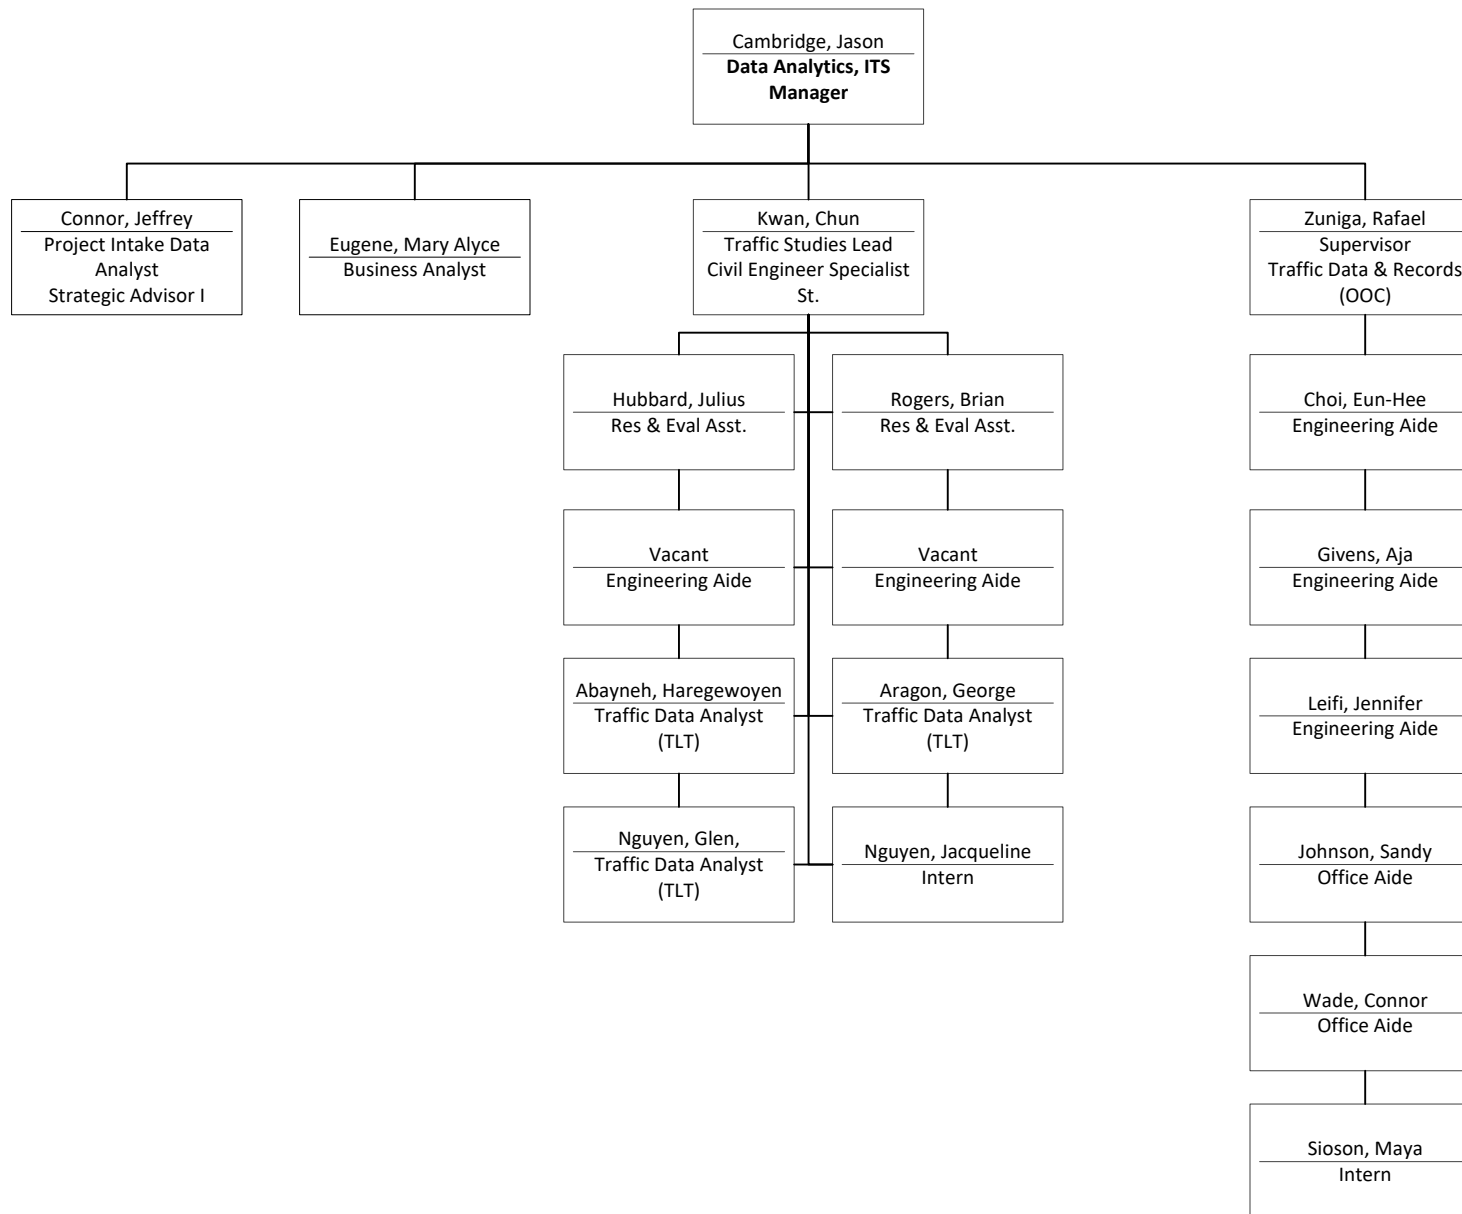 Cambridge, Jason
Data Analytics, ITS
Manager
Connor, Jeffrey
Project Intake Data
Analyst
Strategic Advisor I
Eugene, Mary Alyce
Business Analyst
Kwan, Chun
Traffic Studies Lead
Civil Engineer Specialist
St.
Zuniga, Rafael
Supervisor
Traffic Data & Records
(OOC)
Hubbard, Julius
Res & Eval Asst.
Rogers, Brian
Res & Eval Asst.
Choi, Eun-Hee
Engineering Aide
Vacant
Engineering Aide
Vacant
Engineering Aide
Givens, Aja
Engineering Aide
Abayneh, Haregewoyen
Traffic Data Analyst
(TLT)
Aragon, George
Traffic Data Analyst
(TLT)
Leifi, Jennifer
Engineering Aide
Nguyen, Glen,
Traffic Data Analyst
(TLT)
Nguyen, Jacqueline
Intern
Johnson, Sandy
Office Aide
Wade, Connor
Office Aide
Sioson, Maya
Intern